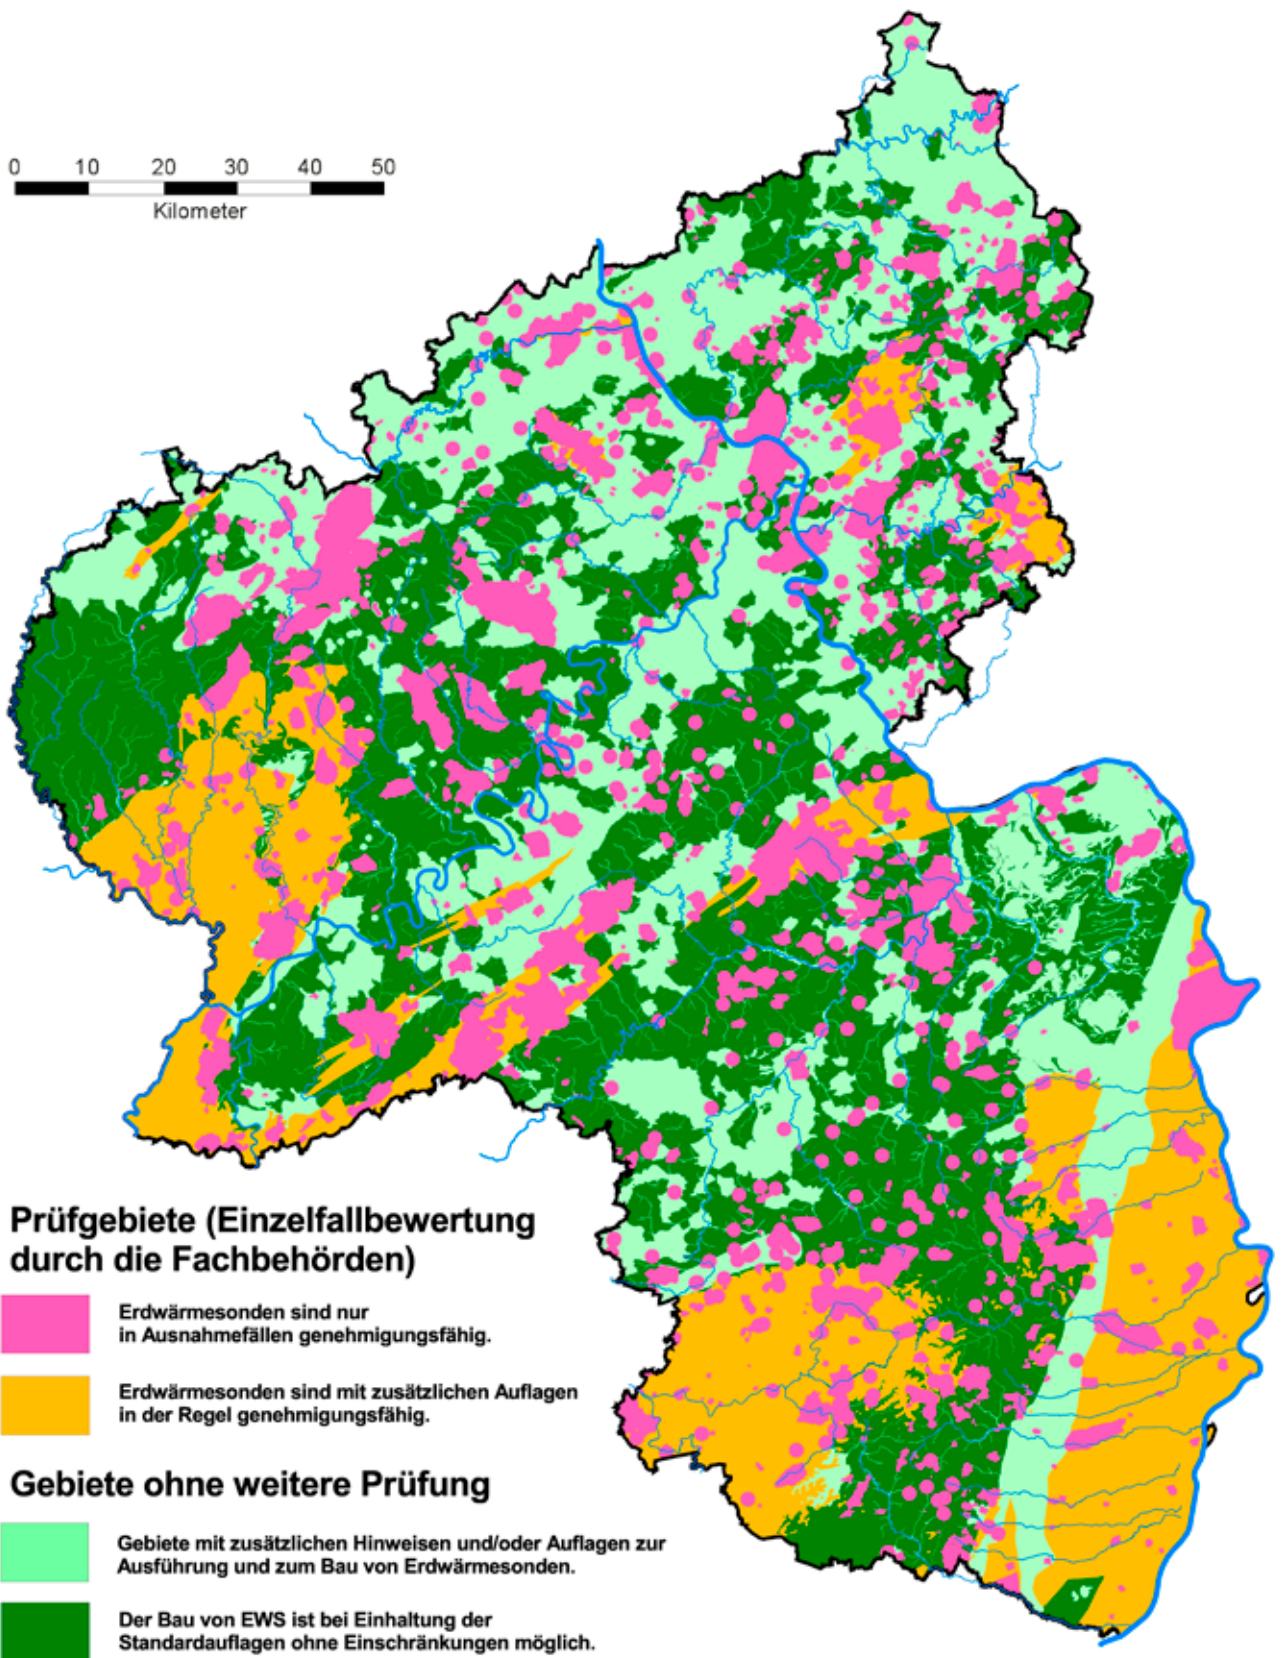 0 10 20 30 40 50
Kilometer
Prüfgebiete (Einzelfallbewertung
durch die Fachbehörden)
Erdwärmesonden sind nur
in Ausnahmefällen genehmigungsfähig.
Erdwärmesonden sind mit zusätzlichen Auflagen
in der Regel genehmigungsfähig.
Gebiete ohne weitere Prüfung
Gebiete mit zusätzlichen Hinweisen und/oder Auflagen zur
Ausführung und zum Bau von Erdwärmesonden.
Der Bau von EWS ist bei Einhaltung der
Standardauflagen ohne Einschränkungen möglich.